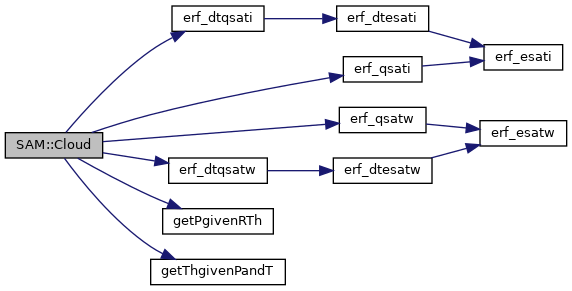 erf_dtqsati
erf_dtesati
erf_esati
erf_qsati
erf_qsatw
erf_esatw
SAM::Cloud
erf_dtqsatw
erf_dtesatw
getPgivenRTh
getThgivenPandT